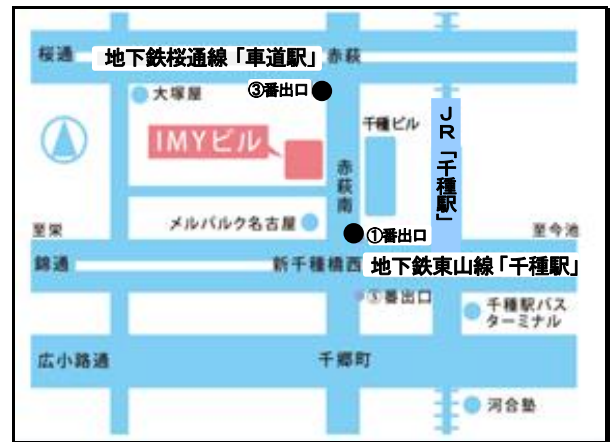 桜通
地下鉄桜通線「車道駅」
赤萩
大塚屋
③番出口
千種ビル
JR「千種駅」
IMYビル
赤萩南
至栄
メルパルク名古屋
①番出口
至今池
錦通
新千種橋西
地下鉄東山線「千種駅」
⑤番出口
千種駅バス
ターミナル
広小路通
千郷町
河合塾